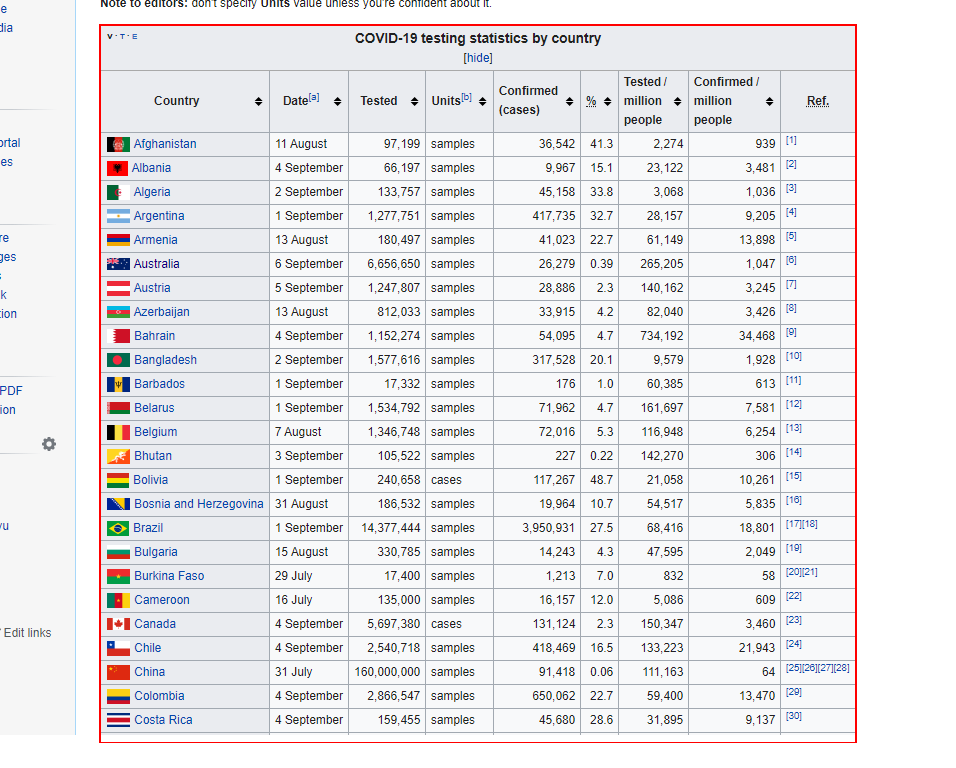 Note to editors: don't specify Units value unless you're confident about it.
e
dia
ortal
es
re
ges
s
k
tion
PDF
ion
vu
Edit links
V · T · E
COVID-19 testing statistics by country
[hide]
Country Date[a] Tested Units[b] Confirmed (cases) % Tested / million people Confirmed / million people Ref.
Afghanistan 11 August 97,199 samples 36,542 41.3 2,274 939 [1]
Albania 4 September 66,197 samples 9,967 15.1 23,122 3,481 [2]
Algeria 2 September 133,757 samples 45,158 33.8 3,068 1,036 [3]
Argentina 1 September 1,277,751 samples 417,735 32.7 28,157 9,205 [4]
Armenia 13 August 180,497 samples 41,023 22.7 61,149 13,898 [5]
Australia 6 September 6,656,650 samples 26,279 0.39 265,205 1,047 [6]
Austria 5 September 1,247,807 samples 28,886 2.3 140,162 3,245 [7]
Azerbaijan 13 August 812,033 samples 33,915 4.2 82,040 3,426 [8]
Bahrain 4 September 1,152,274 samples 54,095 4.7 734,192 34,468 [9]
Bangladesh 2 September 1,577,616 samples 317,528 20.1 9,579 1,928 [10]
Barbados 1 September 17,332 samples 176 1.0 60,385 613 [11]
Belarus 1 September 1,534,792 samples 71,962 4.7 161,697 7,581 [12]
Belgium 7 August 1,346,748 samples 72,016 5.3 116,948 6,254 [13]
Bhutan 3 September 105,522 samples 227 0.22 142,270 306 [14]
Bolivia 1 September 240,658 cases 117,267 48.7 21,058 10,261 [15]
Bosnia and Herzegovina 31 August 186,532 samples 19,964 10.7 54,517 5,835 [16]
Brazil 1 September 14,377,444 samples 3,950,931 27.5 68,416 18,801 [17][18]
Bulgaria 15 August 330,785 samples 14,243 4.3 47,595 2,049 [19]
Burkina Faso 29 July 17,400 samples 1,213 7.0 832 58 [20][21]
Cameroon 16 July 135,000 samples 16,157 12.0 5,086 609 [22]
Canada 4 September 5,697,380 cases 131,124 2.3 150,347 3,460 [23]
Chile 4 September 2,540,718 samples 418,469 16.5 133,223 21,943 [24]
China 31 July 160,000,000 samples 91,418 0.06 111,163 64 [25][26][27][28]
Colombia 4 September 2,866,547 samples 650,062 22.7 59,400 13,470 [29]
Costa Rica 4 September 159,455 samples 45,680 28.6 31,895 9,137 [30]